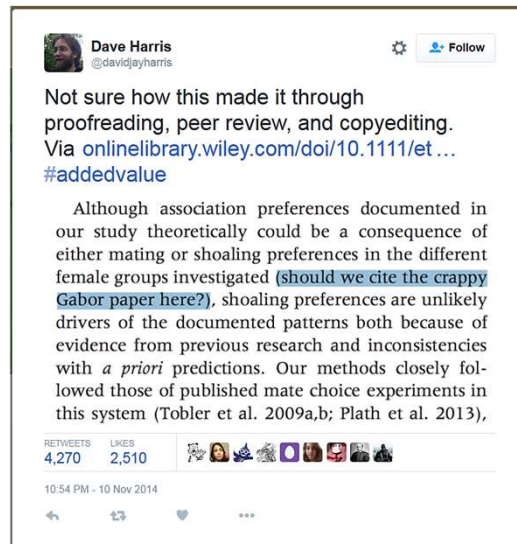 Dave Harris
@davidjayharris
Follow
Not sure how this made it through
proofreading, peer review, and copyediting.
Via onlinelibrary.wiley.com/doi/10.1111/et ...
#addedvalue
Although association preferences documented in
our study theoretically could be a consequence of
either mating or shoaling preferences in the different
female groups investigated (should we cite the crappy
Gabor paper here?), shoaling preferences are unlikely
drivers of the documented patterns both because of
evidence from previous research and inconsistencies
with a priori predictions. Our methods closely fol-
lowed those of published mate choice experiments in
this system (Tobler et al. 2009a,b; Plath et al. 2013),
RETWEETS LIKES
4,270 2,510
10:54 PM - 10 Nov 2014